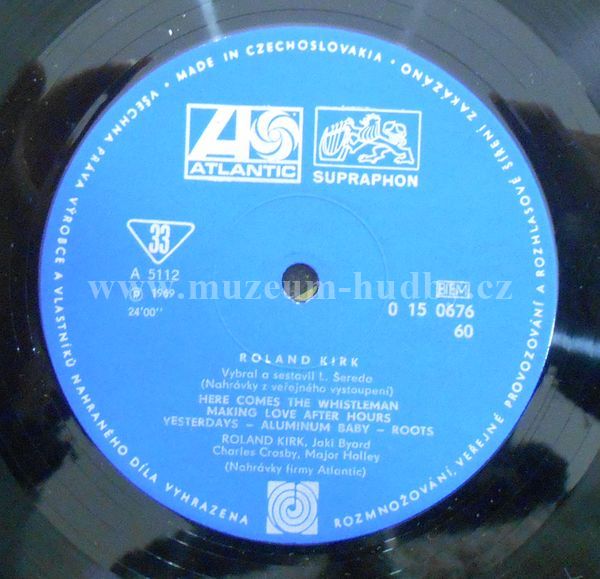 VŠECHNA PRÁVA VÝROBCE A VLASTNÍKŮ NAHRANÉHO DÍLA VYHRAZENA
• MADE IN CZECHOSLOVAKIA •
ROZMNOŽOVÁNÍ, VEŘEJNÉ PROVOZOVÁNÍ A ROZHLASOVÉ ŠÍŘENÍ ZAKÁZÁNO
ATLANTIC
SUPRAPHON
33
A 5112
℗ 1969
24'00''
BIEM
0 15 0676
60
www.muzeum-hudby.cz
ROLAND KIRK
Vybral a sestavil L. Šereda
(Nahrávky z veřejného vystoupení)
HERE COMES THE WHISTLEMAN
MAKING LOVE AFTER HOURS
YESTERDAYS – ALUMINUM BABY – ROOTS
ROLAND KIRK, Jaki Byard
Charles Crosby, Major Holley
(Nahrávky firmy Atlantic)